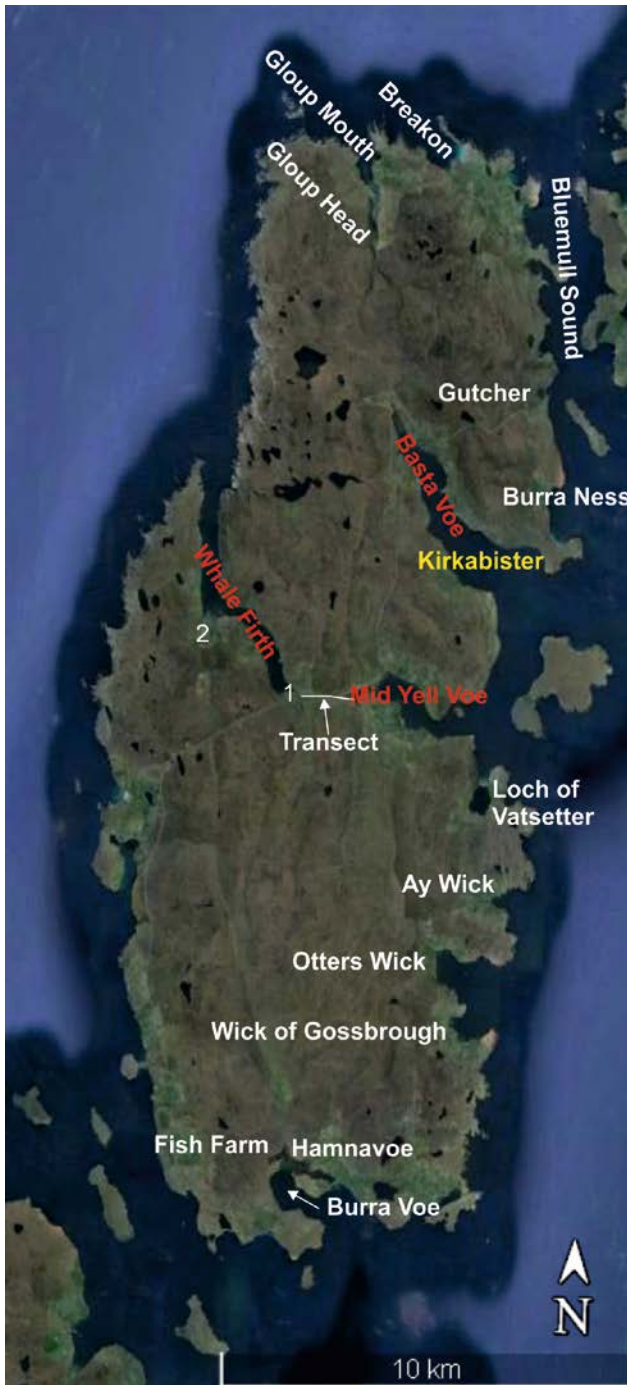 Gloup Mouth
Breakon
Gloup Head
Bluemull Sound
Gutcher
Basta Voe
Burra Ness
Kirkabister
Whale Firth
2
1
Mid Yell Voe
Transect
Loch of
Vatsetter
Ay Wick
Otters Wick
Wick of Gossbrough
Fish Farm
Hamnavoe
Burra Voe
N
10 km